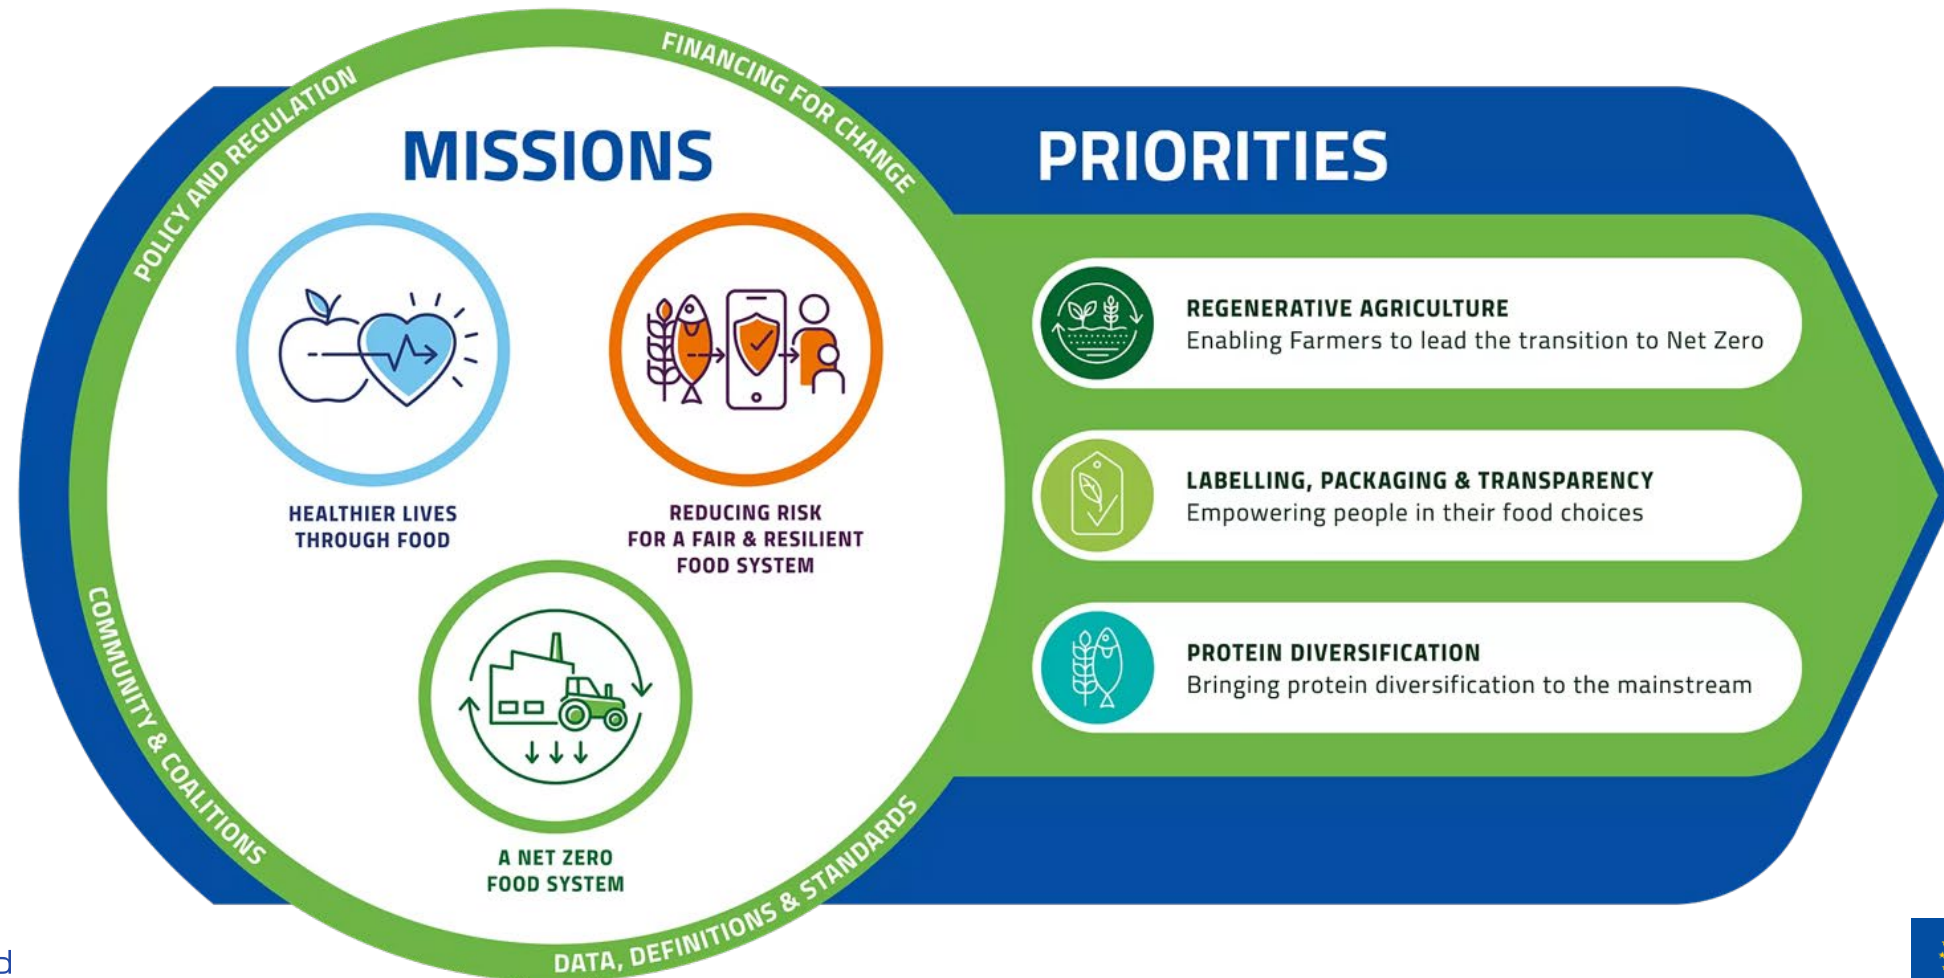 POLICY AND REGULATION
FINANCING FOR CHANGE
COMMUNITY & COALITIONS
DATA, DEFINITIONS & STANDARDS
MISSIONS
HEALTHIER LIVES
THROUGH FOOD
REDUCING RISK
FOR A FAIR & RESILIENT
FOOD SYSTEM
A NET ZERO
FOOD SYSTEM
PRIORITIES
REGENERATIVE AGRICULTURE
Enabling Farmers to lead the transition to Net Zero
LABELLING, PACKAGING & TRANSPARENCY
Empowering people in their food choices
PROTEIN DIVERSIFICATION
Bringing protein diversification to the mainstream